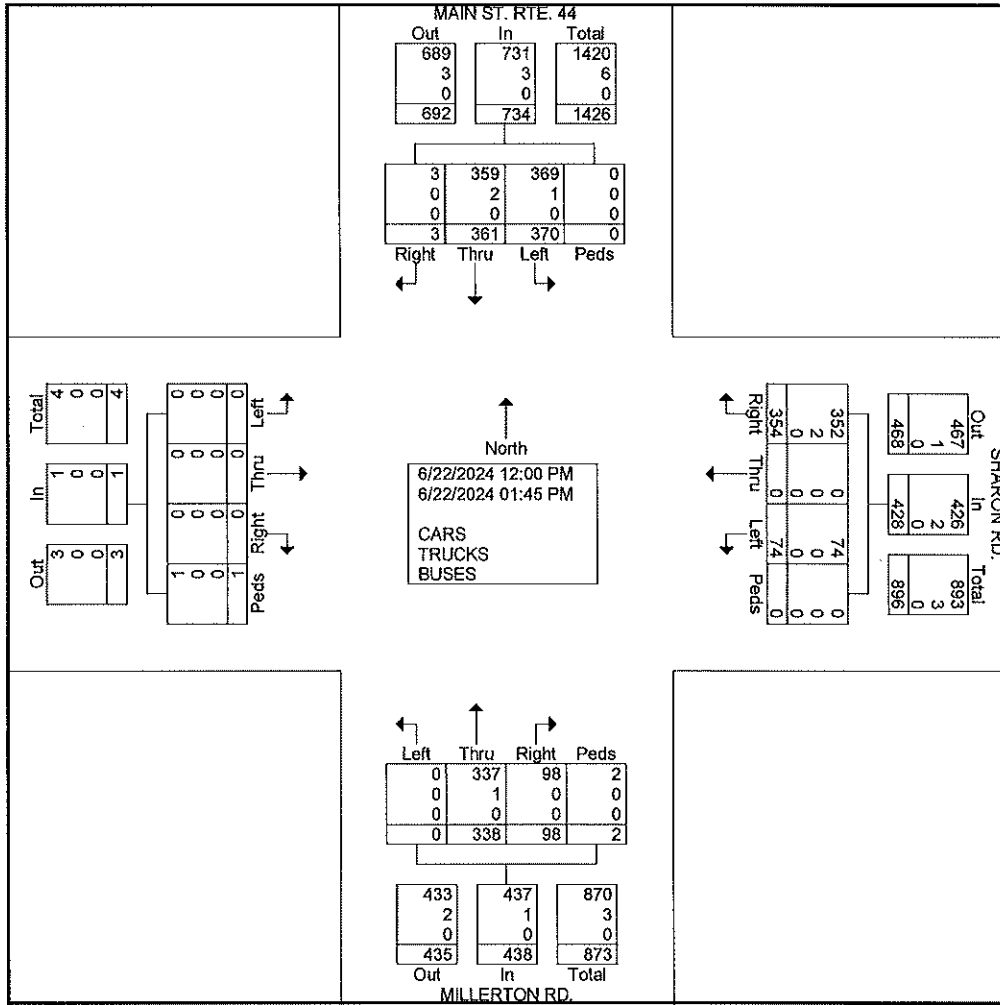 MAIN ST. RTE. 44
Out In Total
689 731 1420
3 3 6
0 0 0
692 734 1426
3 359 369 0
0 2 1 0
0 0 0 0
3 361 370 0
Right Thru Left Peds
Total
4 0 0 4
In
1 0 0 1
Out
3 0 0 3
Left
0 0 0 0
Thru
0 0 0 0
Right
0 0 0 0
Peds
1 0 0 1
North
6/22/2024 12:00 PM
6/22/2024 01:45 PM
CARS
TRUCKS
BUSES
Right
352 2 0 354
Thru
0 0 0 0
Left
74 0 0 74
Peds
0 0 0 0
SHARON RD.
Out
467 1 0 468
In
426 2 0 428
Total
893 3 0 896
Left Thru Right Peds
0 337 98 2
0 1 0 0
0 0 0 0
0 338 98 2
433 437 870
2 1 3
0 0 0
435 438 873
Out In Total
MILLERTON RD.